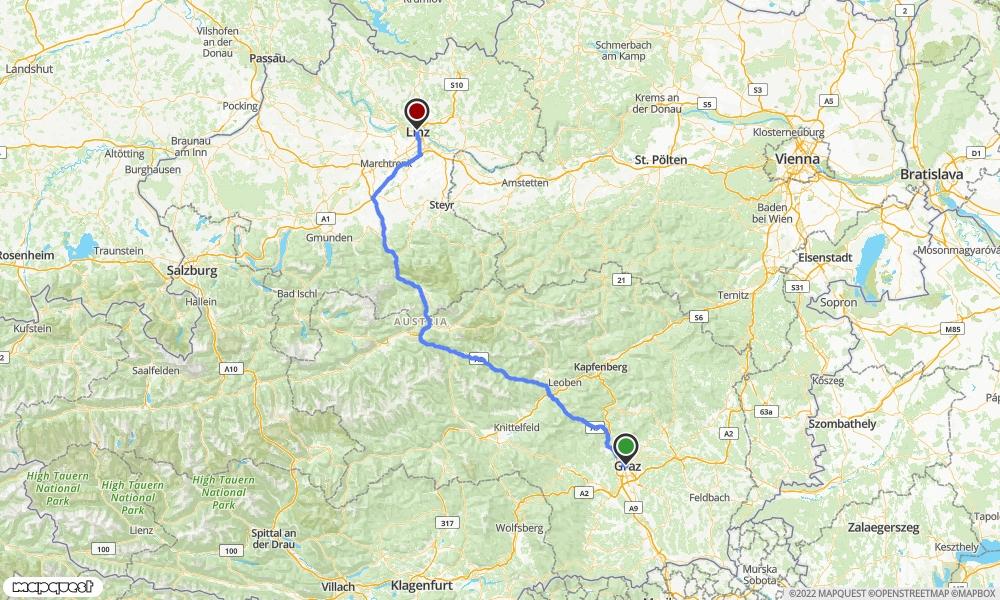 Krumlov
2
Vilshofen
an der
Donau
Passau
Landshut
Schmerbach
am Kamp
S10
Pocking
Krems an
der Donau
S5
S3
A5
Linz
Klosterneuburg
Braunau
am Inn
Altötting
Burghausen
Marchtrenk
St. Pölten
Vienna
D1
Bratislava
Amstetten
Steyr
Baden
bei Wien
A1
Gmunden
Traunstein
Rosenheim
Salzburg
Eisenstadt
Mosonmagyaróvá
Hallein
Bad Ischl
21
S31
Ternitz
Sopron
S6
AUSTRIA
M85
Kufstein
2
Saalfelden
A10
Kapfenberg
Leoben
Kőszeg
Páp
63a
Szombathely
Knittelfeld
A2
Graz
High Tauern
National
Park
High Tauern
National
Park
High Tauern
National
Park
A2
A9
Feldbach
317
Wolfsberg
Lienz
Zalaegerszeg
Tapol
Spittal an
der Drau
100
100
Keszthely
Murska
Sobota
Villach
Klagenfurt
mapquest
©2022 MAPQUEST ©OPENSTREETMAP ©MAPBOX